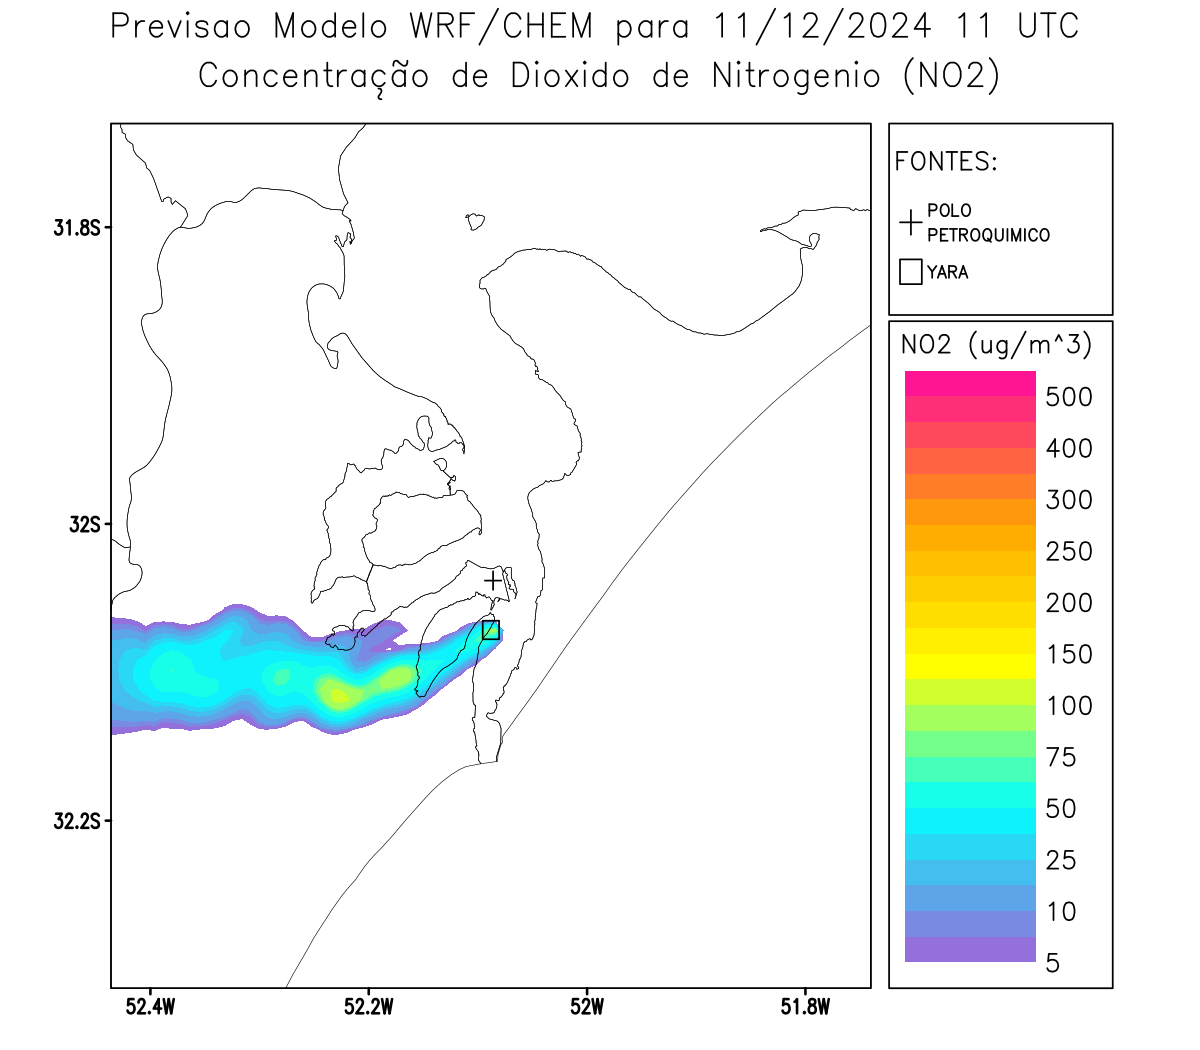 Previsao Modelo WRF/CHEM para 11/12/2024 11 UTC
Concentração de Dioxido de Nitrogenio (NO2)
FONTES:
POLO
PETROQUIMICO
YARA
NO2 (ug/m^3)
500
400
300
250
200
150
100
75
50
25
10
5
31.8S
32S
32.2S
52.4W
52.2W
52W
51.8W